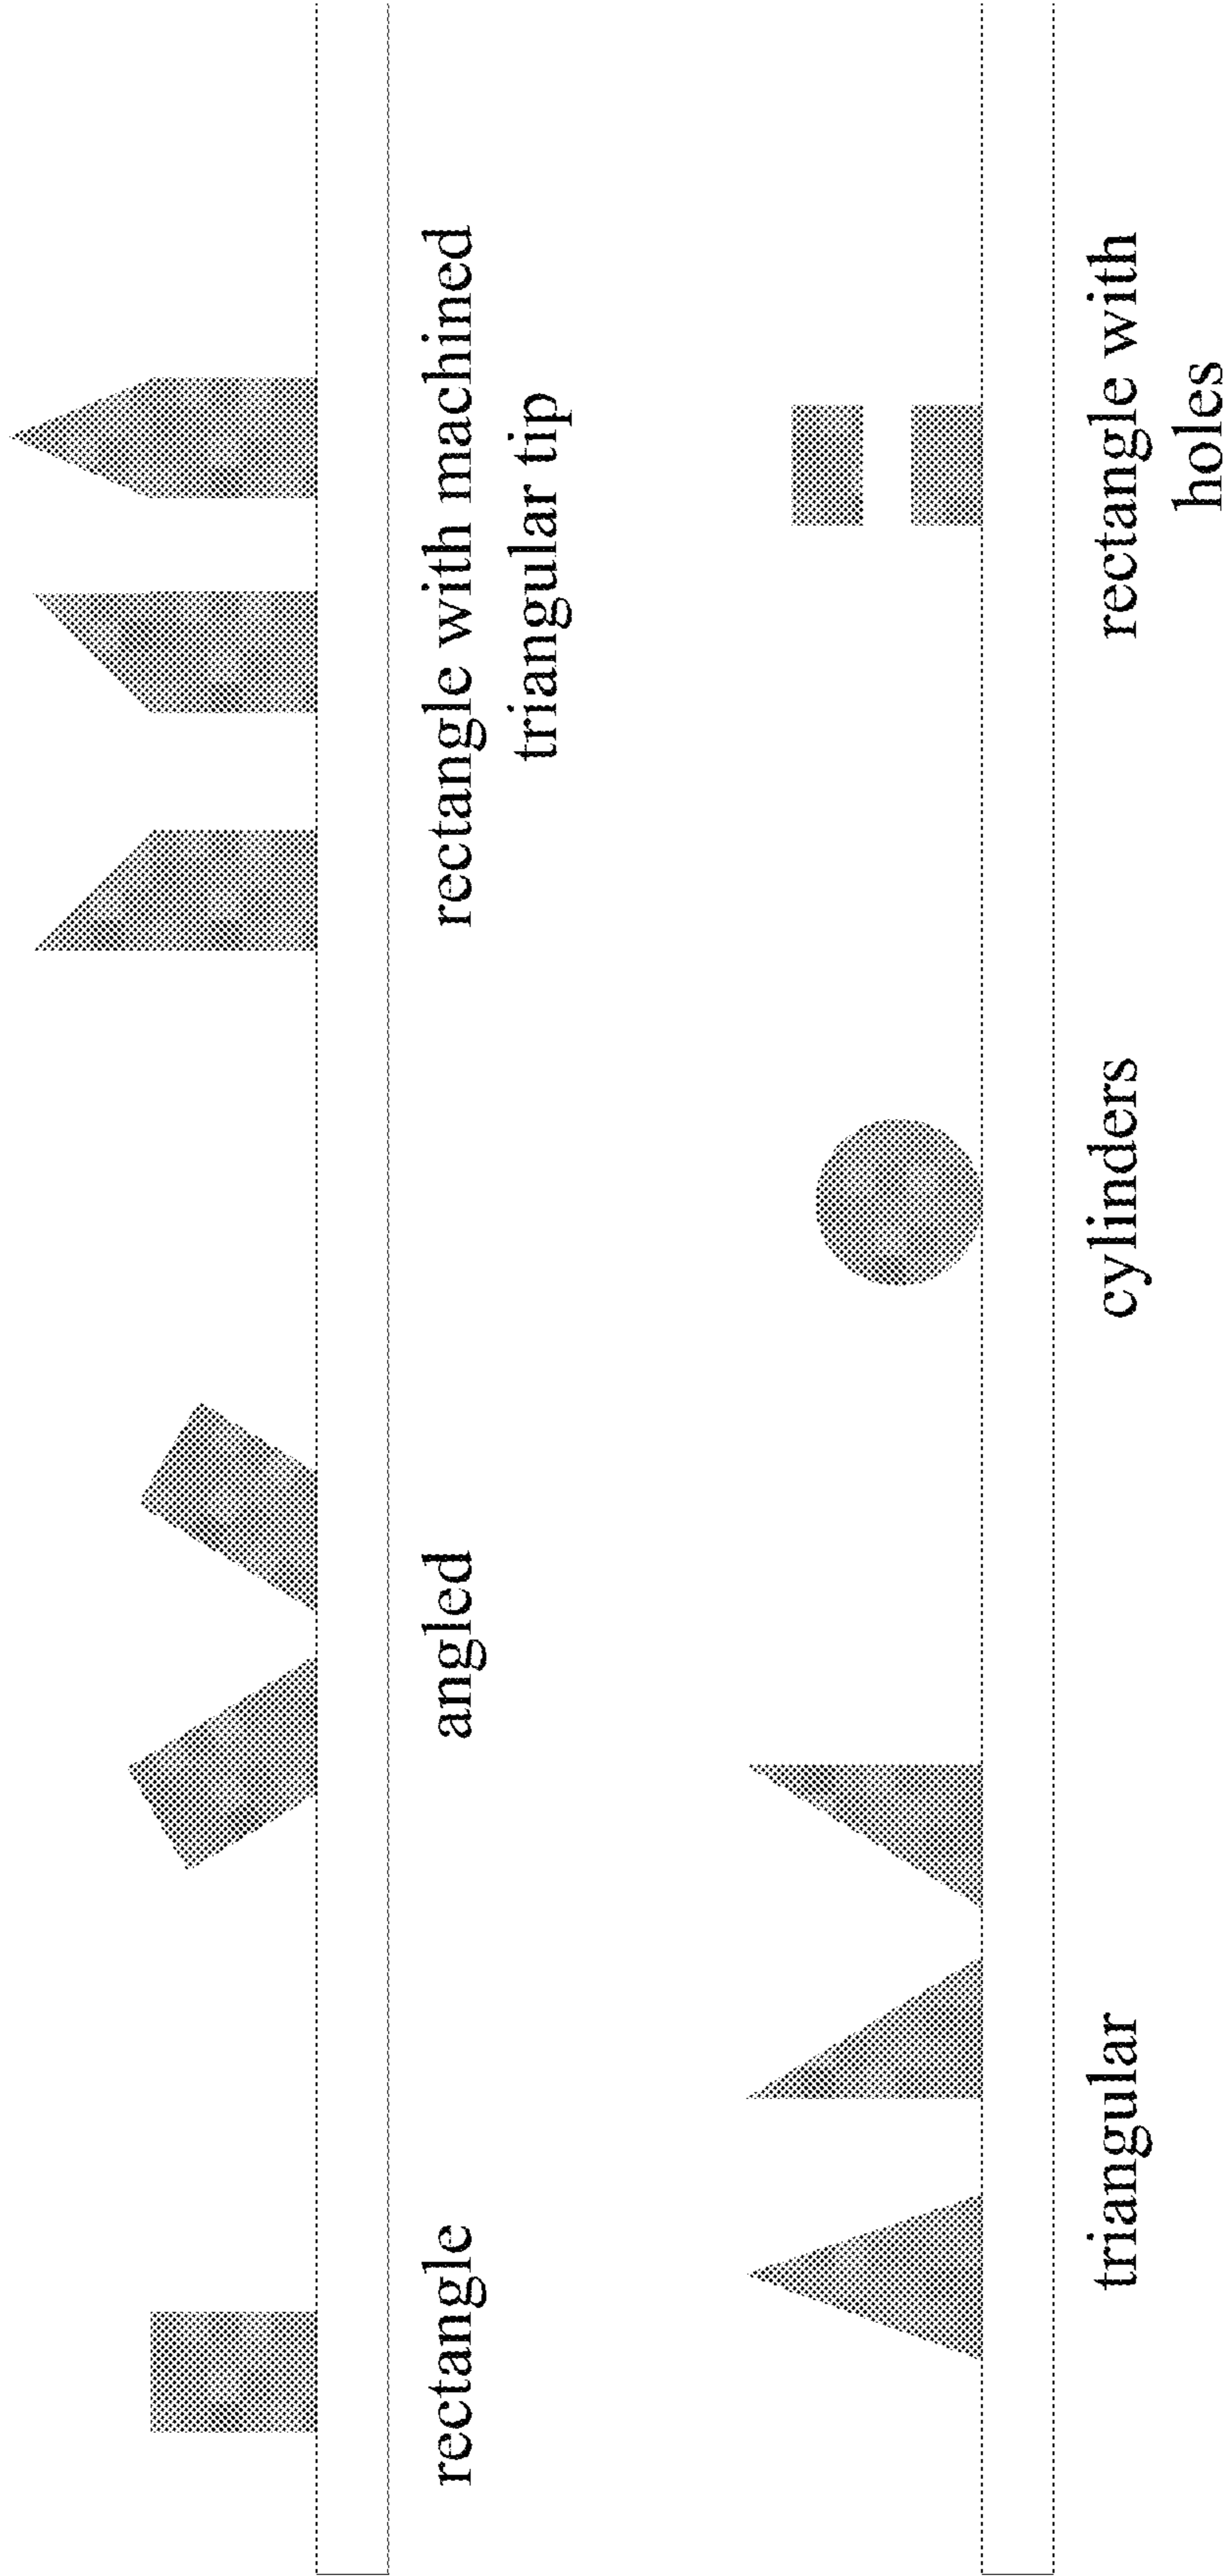 rectangle
angled
rectangle with machined
triangular tip
triangular
cylinders
rectangle with
holes